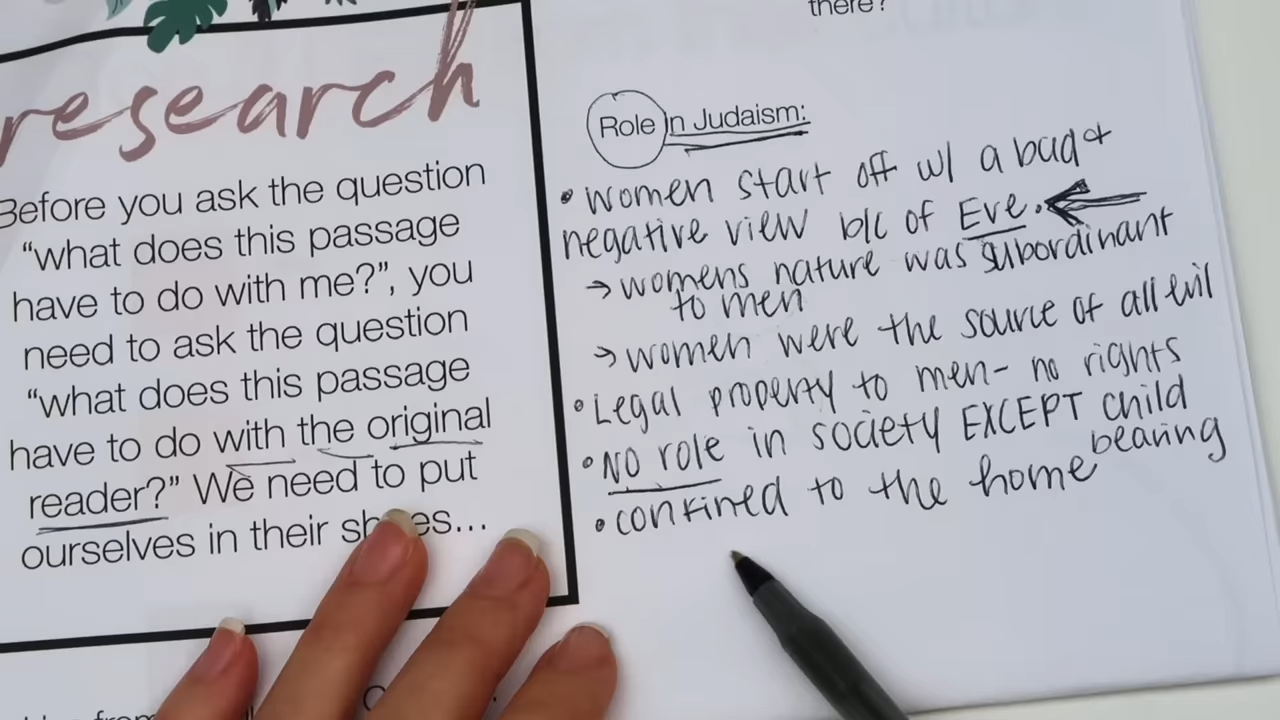 there?
research
Before you ask the question
“what does this passage
have to do with me?”, you
need to ask the question
“what does this passage
have to do with the original
reader?” We need to put
ourselves in their shoes...
Role in Judaism:
• women start off w/ a bad +
negative view b/c of Eve.
→ womens nature was subordinant
to men
→ women were the source of all evil
• Legal property to men - no rights
• NO role in society EXCEPT child
bearing
• confined to the home